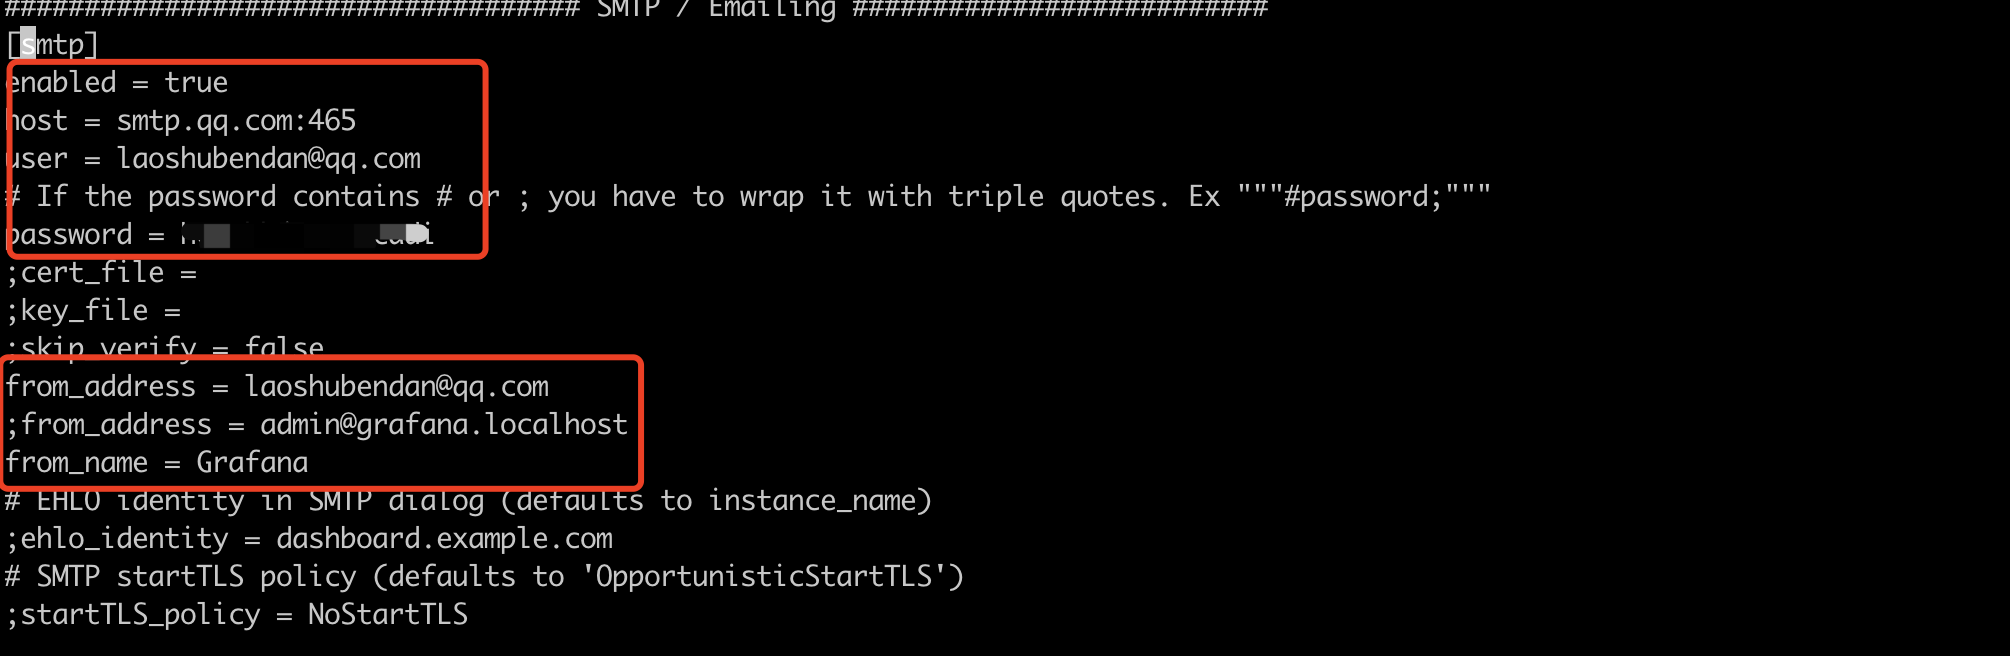 #################################### SMTP / Emailing ##########################
[smtp]
enabled = true
host = smtp.qq.com:465
user = laoshubendan@qq.com
# If the password contains # or ; you have to wrap it with triple quotes. Ex """#password;"""
password =
;cert_file =
;key_file =
;skip_verify = false
from_address = laoshubendan@qq.com
;from_address = admin@grafana.localhost
from_name = Grafana
# EHLO identity in SMTP dialog (defaults to instance_name)
;ehlo_identity = dashboard.example.com
# SMTP startTLS policy (defaults to 'OpportunisticStartTLS')
;startTLS_policy = NoStartTLS